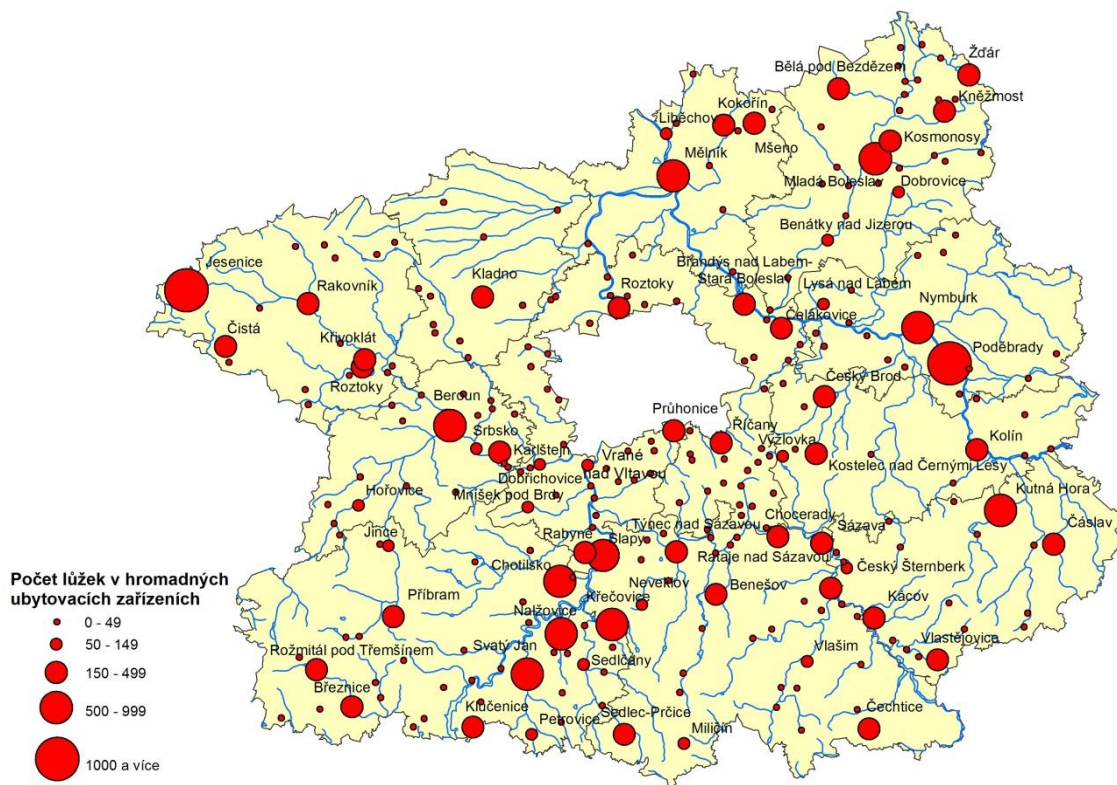 Žďár
Bělá pod Bezdězem
Kněžmost
Kokořín
Liběchov
Kosmonosy
Mšeno
Mělník
Mladá Boleslav
Dobrovice
Benátky nad Jizerou
Jesenice
Brandýs nad Labem-
Stará Boleslav
Kladno
Roztoky
Lysá nad Labem
Rakovník
Nymburk
Čelákovice
Čistá
Křivoklát
Poděbrady
Roztoky
Český Brod
Beroun
Průhonice
Říčany
Srbsko
Karlštejn
Vyžlovka
Kolín
Vrané
nad Vltavou
Dobřichovice
Kostelec nad Černými Lesy
Mníšek pod Brdy
Kutná Hora
Hořovice
Chocerady
Čáslav
Týnec nad Sázavou
Sázava
Jince
Rabyně
Slapy
Rataje nad Sázavou
Chotilsko
Český Šternberk
Neveklov
Benešov
Příbram
Křečovice
Kácov
Nalžovice
Vlastějovice
Rožmitál pod Třemšínem
Svatý Jan
Sedlčany
Vlašim
Březnice
Čechtice
Klučenice
Petrovice
Sedlec-Prčice
Miličín
Počet lůžek v hromadných
ubytovacích zařízeních
0 - 49
50 - 149
150 - 499
500 - 999
1000 a více